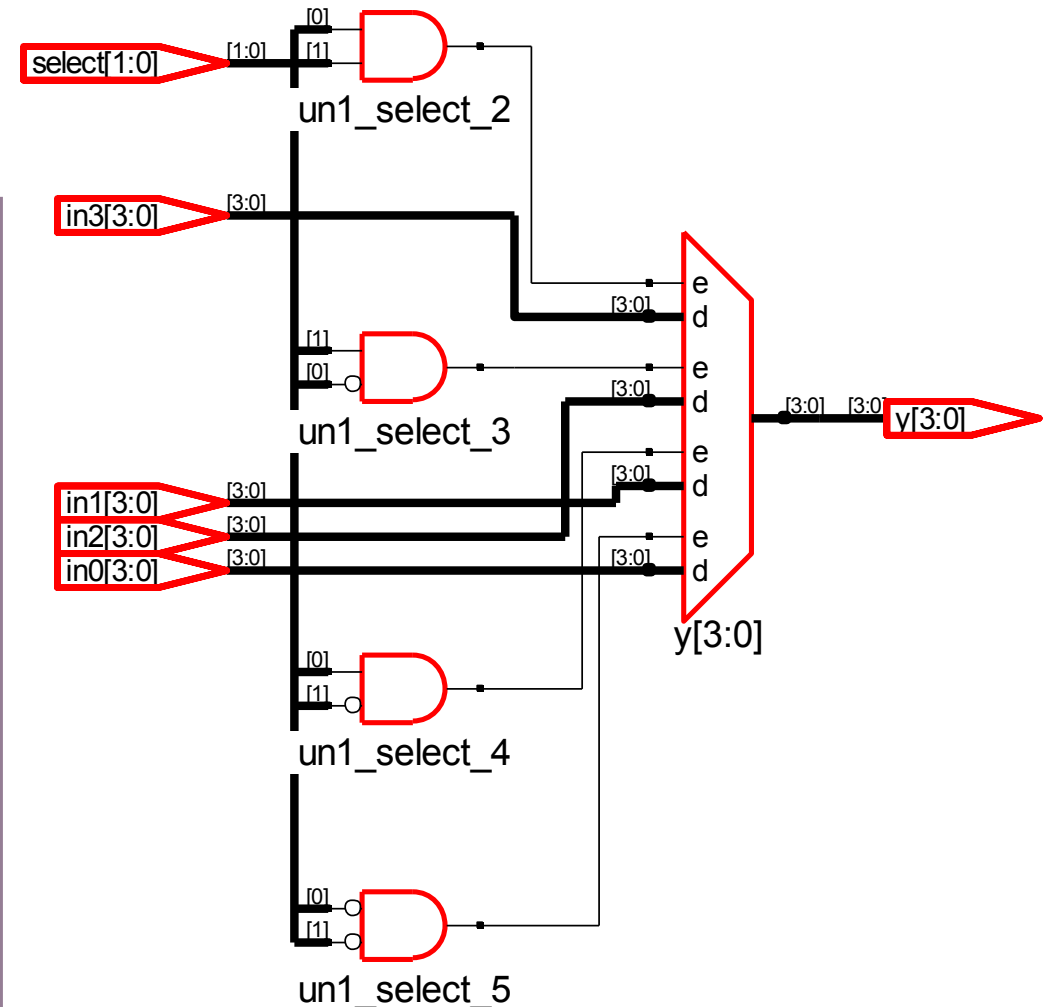 [0]
select[1:0]
[1:0]
[1]
un1_select_2
in3[3:0]
[3:0]
e
[3:0]
d
[1]
[0]
un1_select_3
e
[3:0]
d
[3:0]
[3:0]
y[3:0]
e
[3:0]
d
in1[3:0]
[3:0]
in2[3:0]
[3:0]
e
in0[3:0]
[3:0]
[3:0]
d
y[3:0]
[0]
[1]
un1_select_4
[0]
[1]
un1_select_5